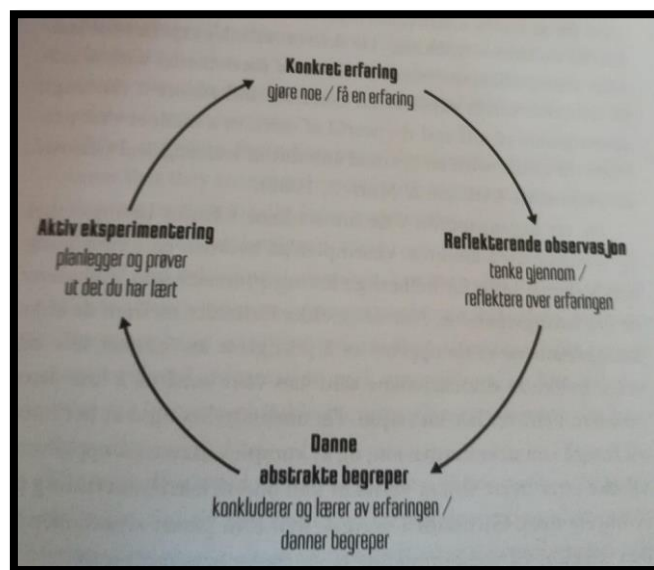 Konkret erfaring
gjøre noe / få en erfaring
Reflekterende observasjon
tenke gjennom /
reflektere over erfaringen
Danne
abstrakte begreper
konkluderer og lærer av erfaringen /
danner begreper
Aktiv eksperimentering
planlegger og prøver
ut det du har lært